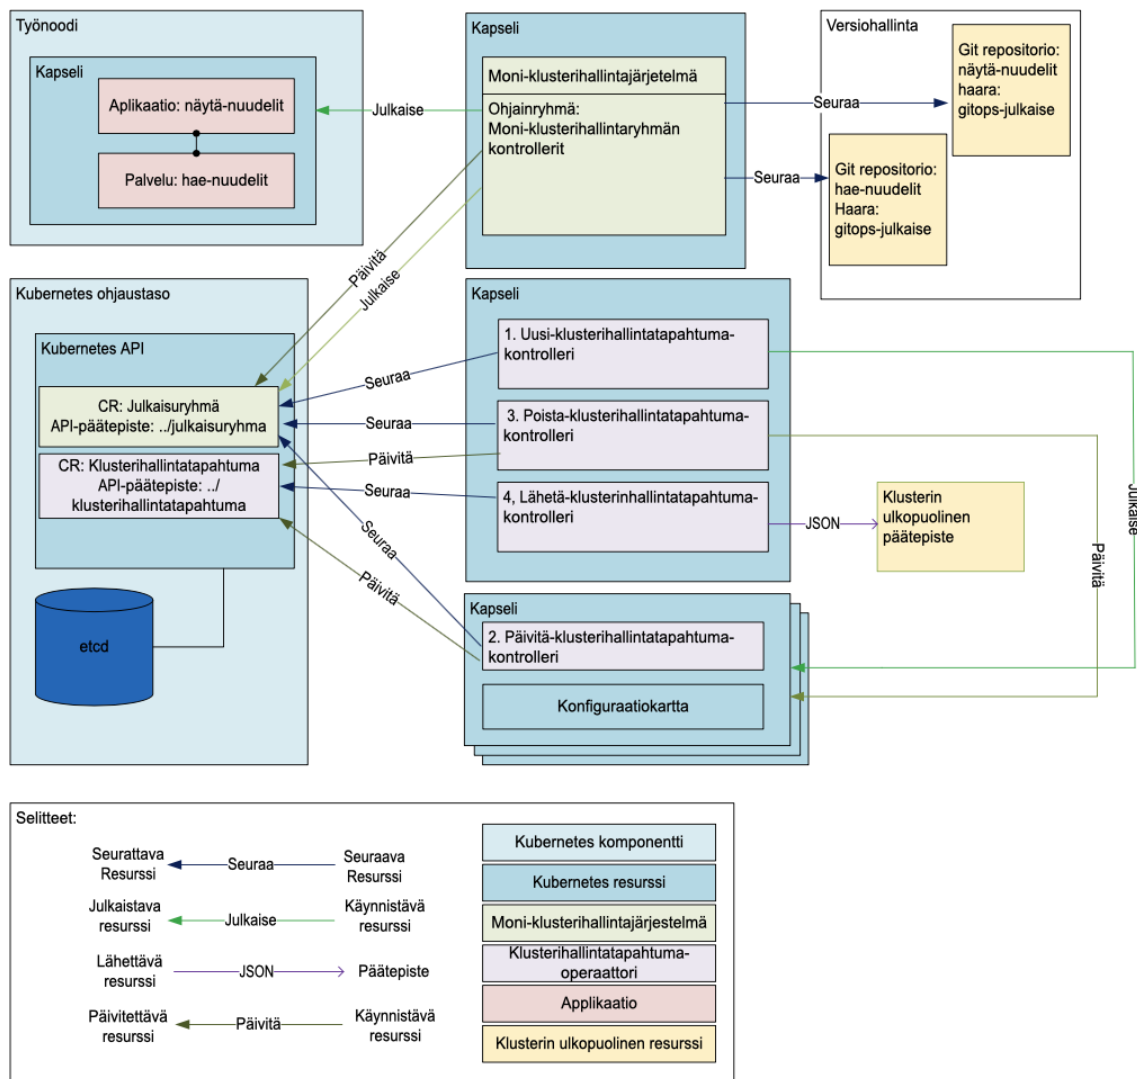 Työnoodi
Kapseli
Aplikaatio: näytä-nuudelit
Palvelu: hae-nuudelit
Julkaise
Kapseli
Moni-klusterihallintajärjetelmä
Ohjainryhmä:
Moni-klusterihallintaryhmän
kontrollerit
Seuraa
Seuraa
Versiohallinta
Git repositorio:
näytä-nuudelit
haara:
gitops-julkaise
Git repositorio:
hae-nuudelit
Haara:
gitops-julkaise
Päivitä
Julkaise
Kubernetes ohjaustaso
Kubernetes API
CR: Julkaisuryhmä
API-päätepiste: ../julkaisuryhma
CR: Klusterihallintatapahtuma
API-päätepiste: ../
klusterihallintatapahtuma
etcd
Seuraa
Seuraa
Päivitä
Seuraa
Seuraa
Päivitä
Kapseli
1. Uusi-klusterihallintatapahtuma-
kontrolleri
3. Poista-klusterihallintatapahtuma-
kontrolleri
4, Lähetä-klusterinhallintatapahtuma-
kontrolleri
JSON
Klusterin
ulkopuolinen
päätepiste
Julkaise
Päivitä
Kapseli
2. Päivitä-klusterihallintatapahtuma-
kontrolleri
Konfiguraatiokartta
Selitteet:
Seurattava
Resurssi
Seuraa
Seuraava
Resurssi
Julkaistava
resurssi
Julkaise
Käynnistävä
resurssi
Lähettävä
resurssi
JSON
Päätepiste
Päivitettävä
resurssi
Päivitä
Käynnistävä
resurssi
Kubernetes komponentti
Kubernetes resurssi
Moni-klusterihallintajärjestelmä
Klusterihallintatapahtuma-
operaattori
Applikaatio
Klusterin ulkopuolinen resurssi